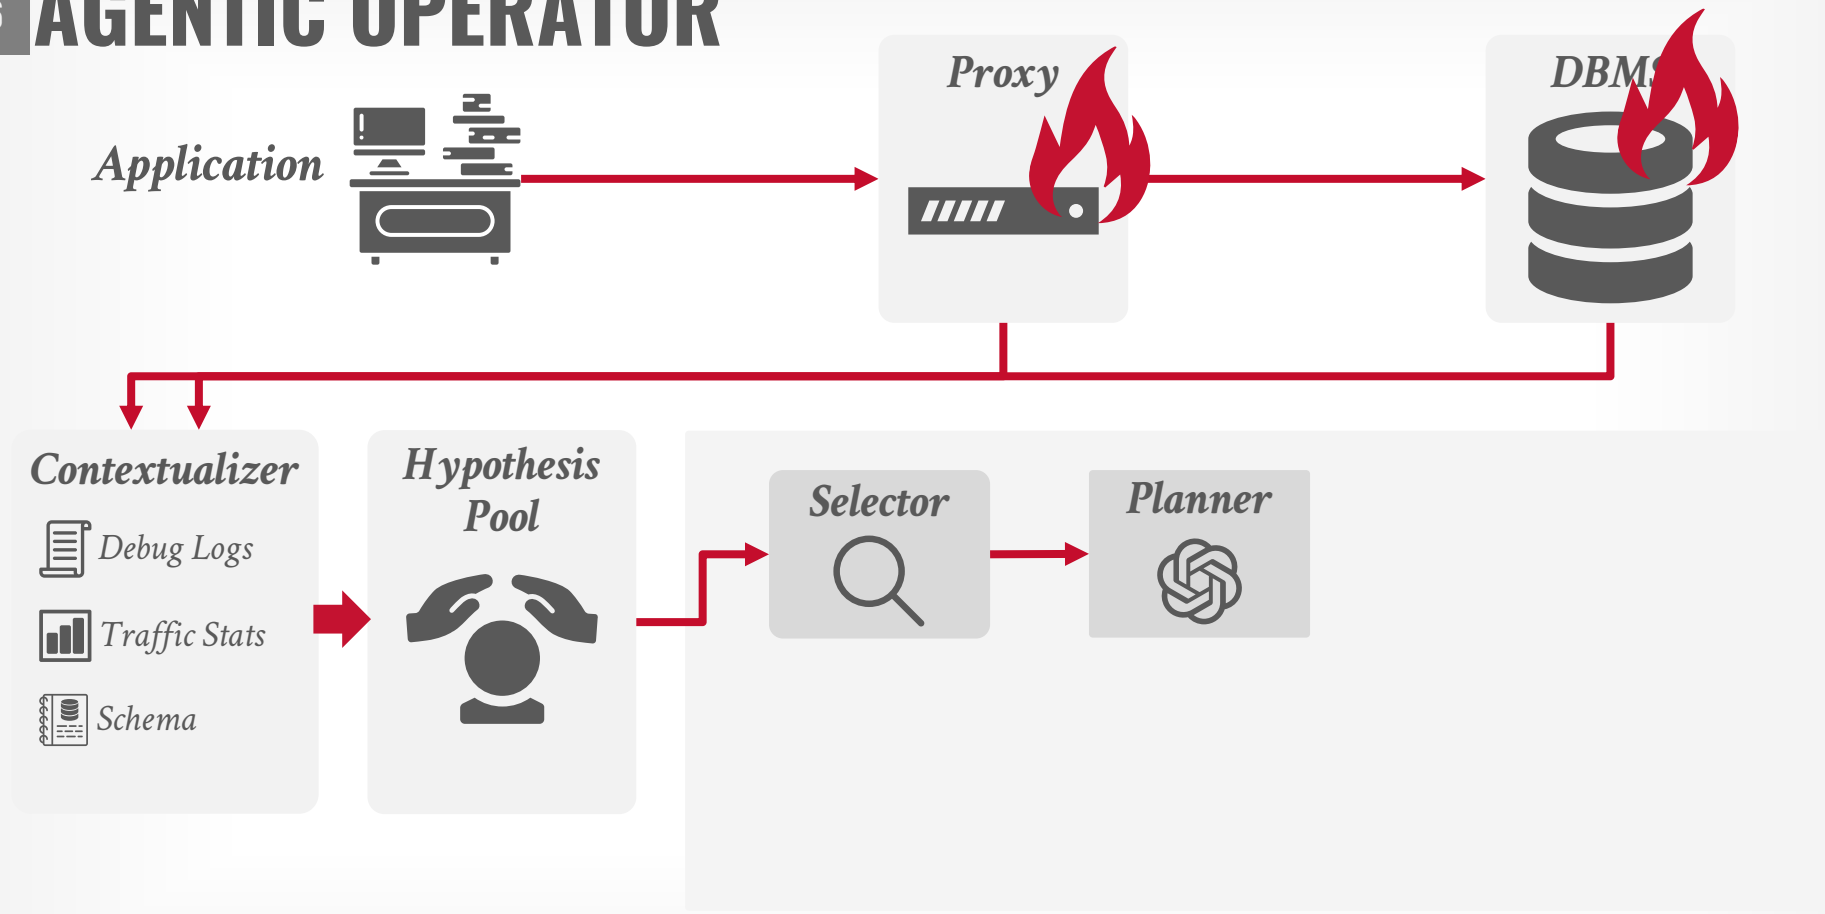 AGENTIC OPERATOR
Proxy
DBMS
Application
Contextualizer
Debug Logs
Traffic Stats
Schema
Hypothesis
Pool
Selector
Planner